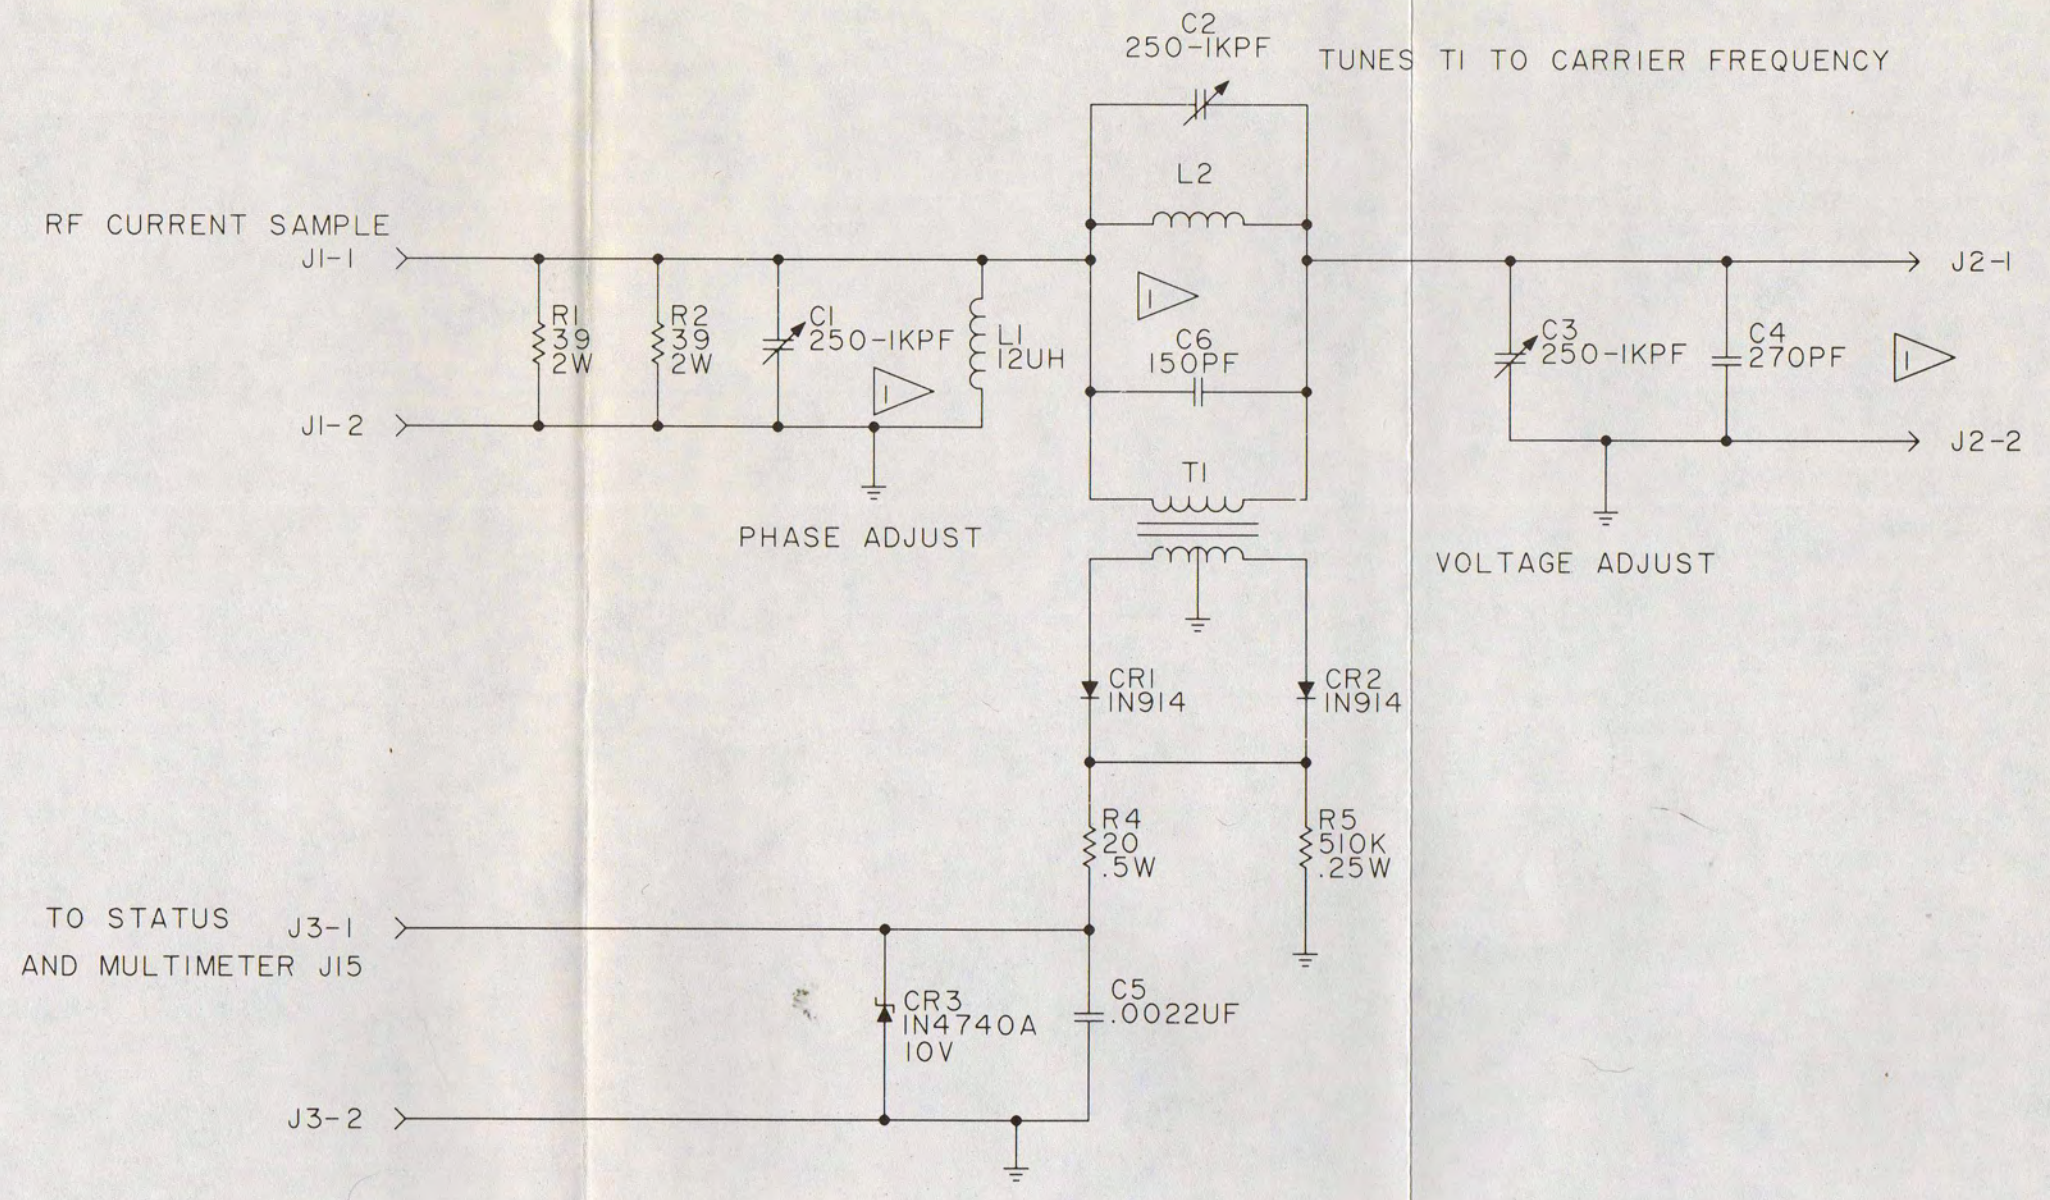 C2
250-1KPF
TUNES T1 TO CARRIER FREQUENCY
L2
RF CURRENT SAMPLE
J1-1
J2-1
1
R1
39
2W
R2
39
2W
C1
250-1KPF
L1
12UH
C6
150PF
C3
250-1KPF
C4
270PF
1
1
J1-2
J2-2
T1
PHASE ADJUST
VOLTAGE ADJUST
CR1
1N914
CR2
1N914
R4
20
.5W
R5
510K
.25W
TO STATUS
AND MULTIMETER J15
J3-1
CR3
1N4740A
10V
C5
.0022UF
J3-2